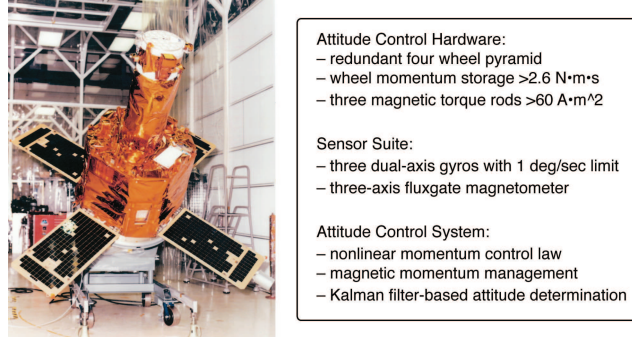 Attitude Control Hardware:
– redundant four wheel pyramid
– wheel momentum storage >2.6 N•m•s
– three magnetic torque rods >60 A•m^2
Sensor Suite:
– three dual-axis gyros with 1 deg/sec limit
– three-axis fluxgate magnetometer
Attitude Control System:
– nonlinear momentum control law
– magnetic momentum management
– Kalman filter-based attitude determination